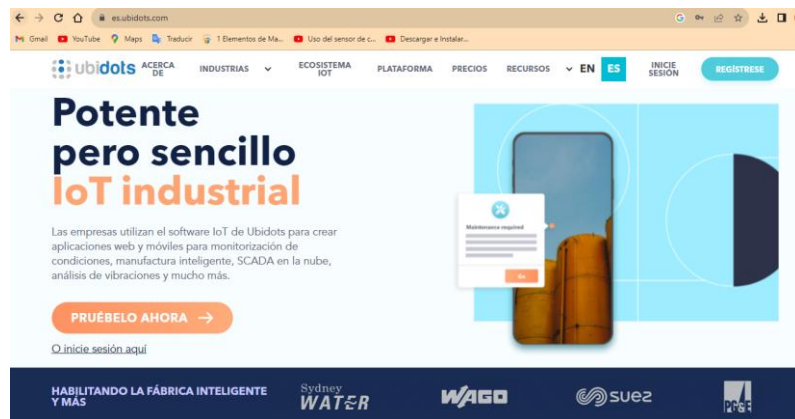 es.ubidots.com
Gmail YouTube Maps Traducir 1 Elementos de Ma... Uso del sensor de c... Descargar e Instalar...
ubidots ACERCA DE INDUSTRIAS ECOSISTEMA IOT PLATAFORMA PRECIOS RECURSOS EN ES INICIE SESIÓN REGÍSTRESE
Potente
pero sencillo
IoT industrial
Las empresas utilizan el software IoT de Ubidots para crear
aplicaciones web y móviles para monitorización de
condiciones, manufactura inteligente, SCADA en la nube,
análisis de vibraciones y mucho más.
Maintenance required
Go
PRUÉBELO AHORA →
O inicie sesión aquí
HABILITANDO LA FÁBRICA INTELIGENTE
Y MÁS
Sydney
WATER
WAGO
suez
PG&E